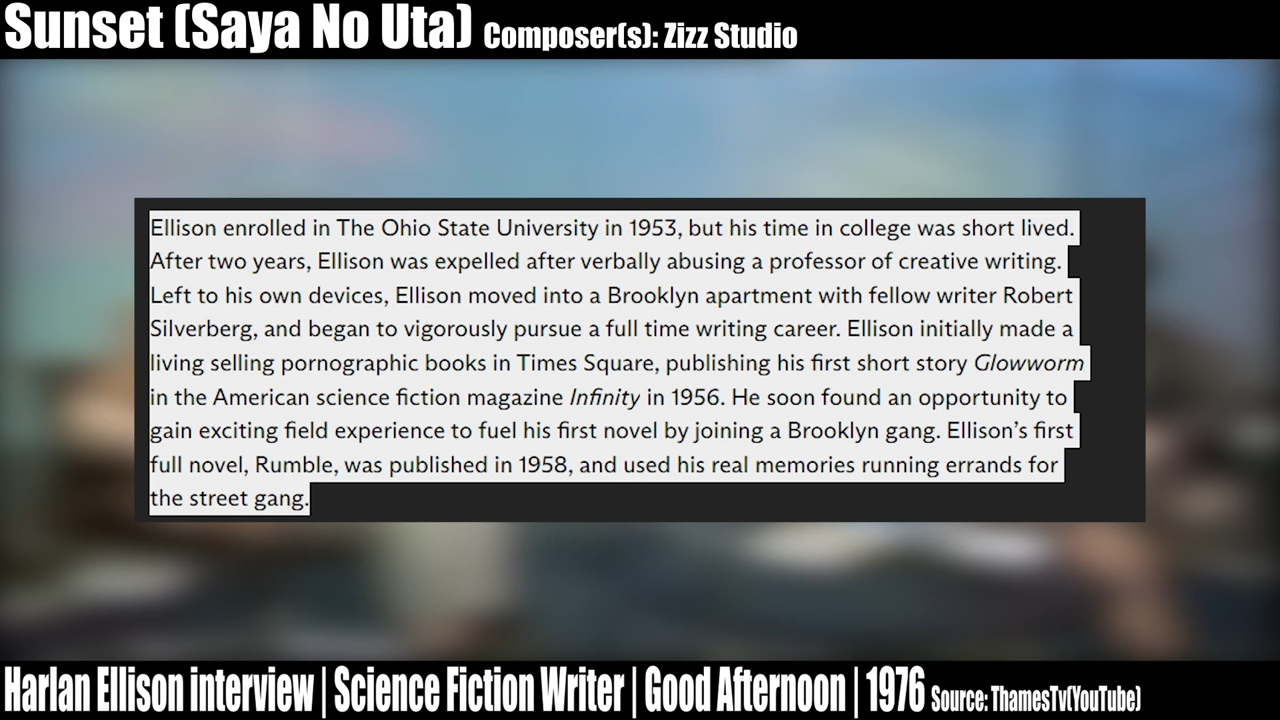 Sunset (Saya No Uta) Composer(s): Zizz Studio
Ellison enrolled in The Ohio State University in 1953, but his time in college was short lived.
After two years, Ellison was expelled after verbally abusing a professor of creative writing.
Left to his own devices, Ellison moved into a Brooklyn apartment with fellow writer Robert
Silverberg, and began to vigorously pursue a full time writing career. Ellison initially made a
living selling pornographic books in Times Square, publishing his first short story Glowworm
in the American science fiction magazine Infinity in 1956. He soon found an opportunity to
gain exciting field experience to fuel his first novel by joining a Brooklyn gang. Ellison’s first
full novel, Rumble, was published in 1958, and used his real memories running errands for
the street gang.
Harlan Ellison interview | Science Fiction Writer | Good Afternoon | 1976 Source: ThamesTv(YouTube)